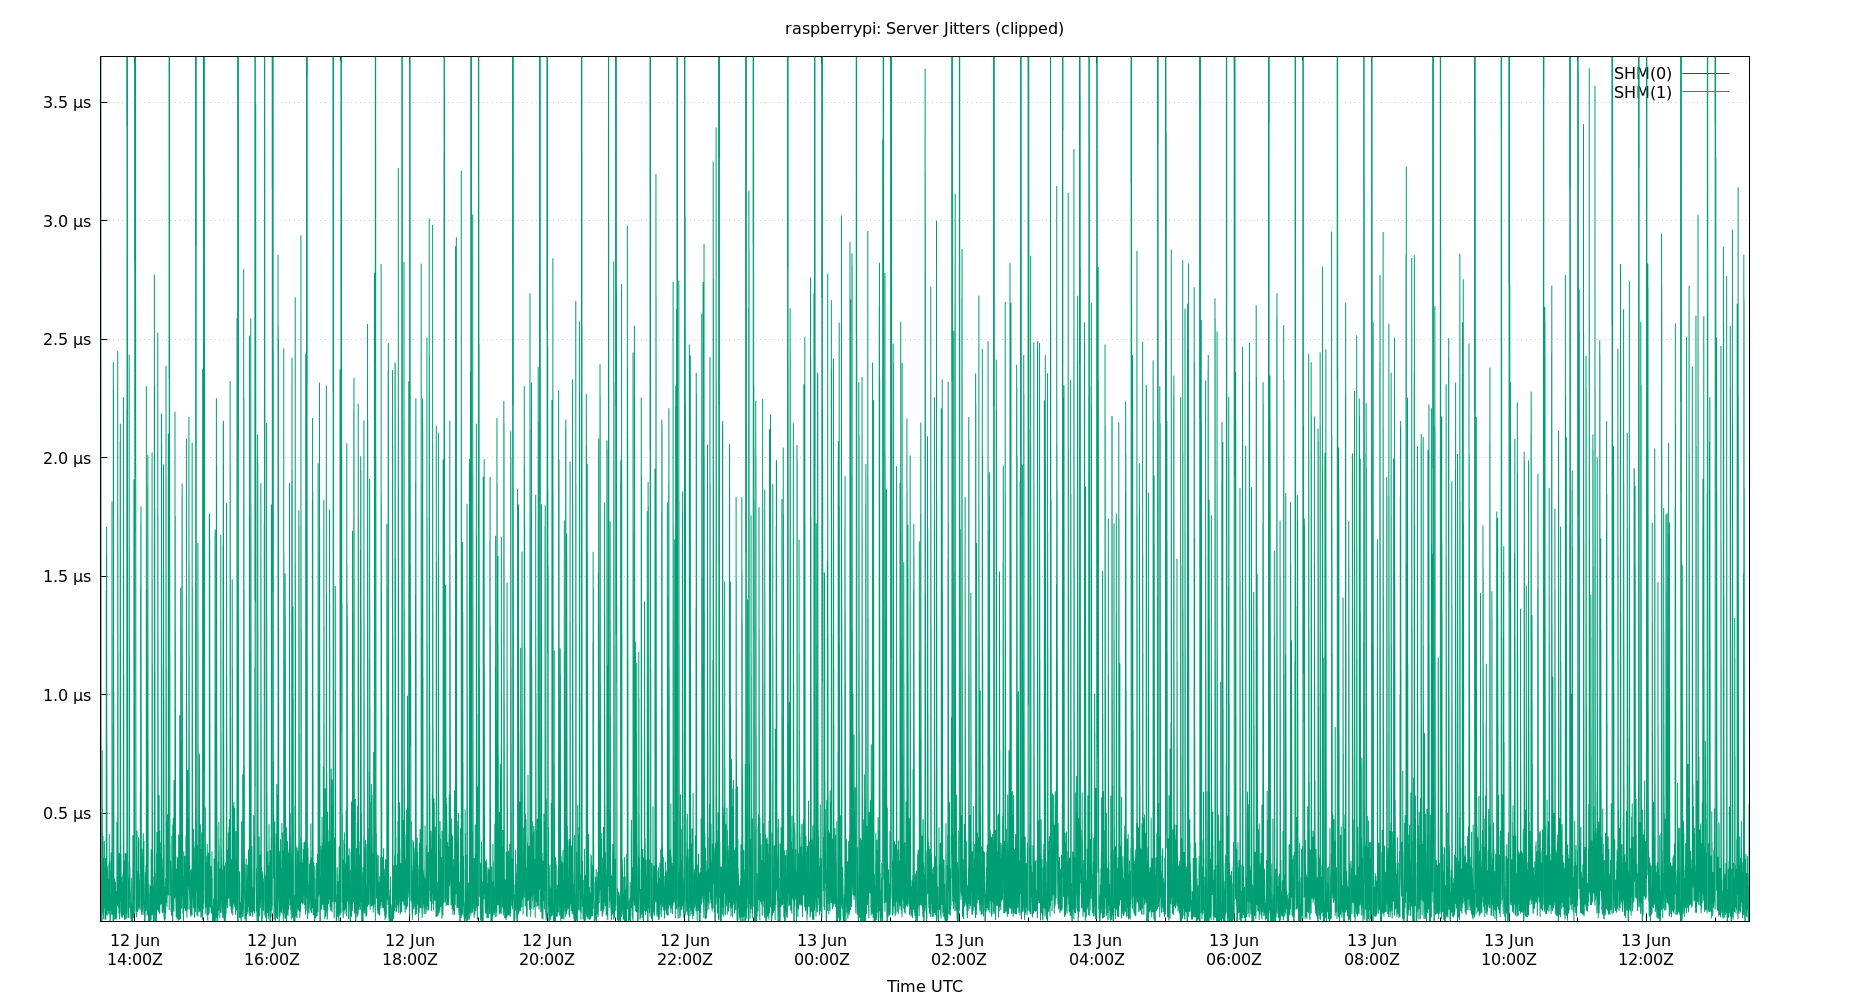 raspberrypi: Server Jitters (clipped)
SHM(0)
SHM(1)
3.5 µs
3.0 µs
2.5 µs
2.0 µs
1.5 µs
1.0 µs
0.5 µs
12 Jun 12 Jun 12 Jun 12 Jun 12 Jun 13 Jun 13 Jun 13 Jun 13 Jun 13 Jun 13 Jun 13 Jun
14:00Z 16:00Z 18:00Z 20:00Z 22:00Z 00:00Z 02:00Z 04:00Z 06:00Z 08:00Z 10:00Z 12:00Z
Time UTC